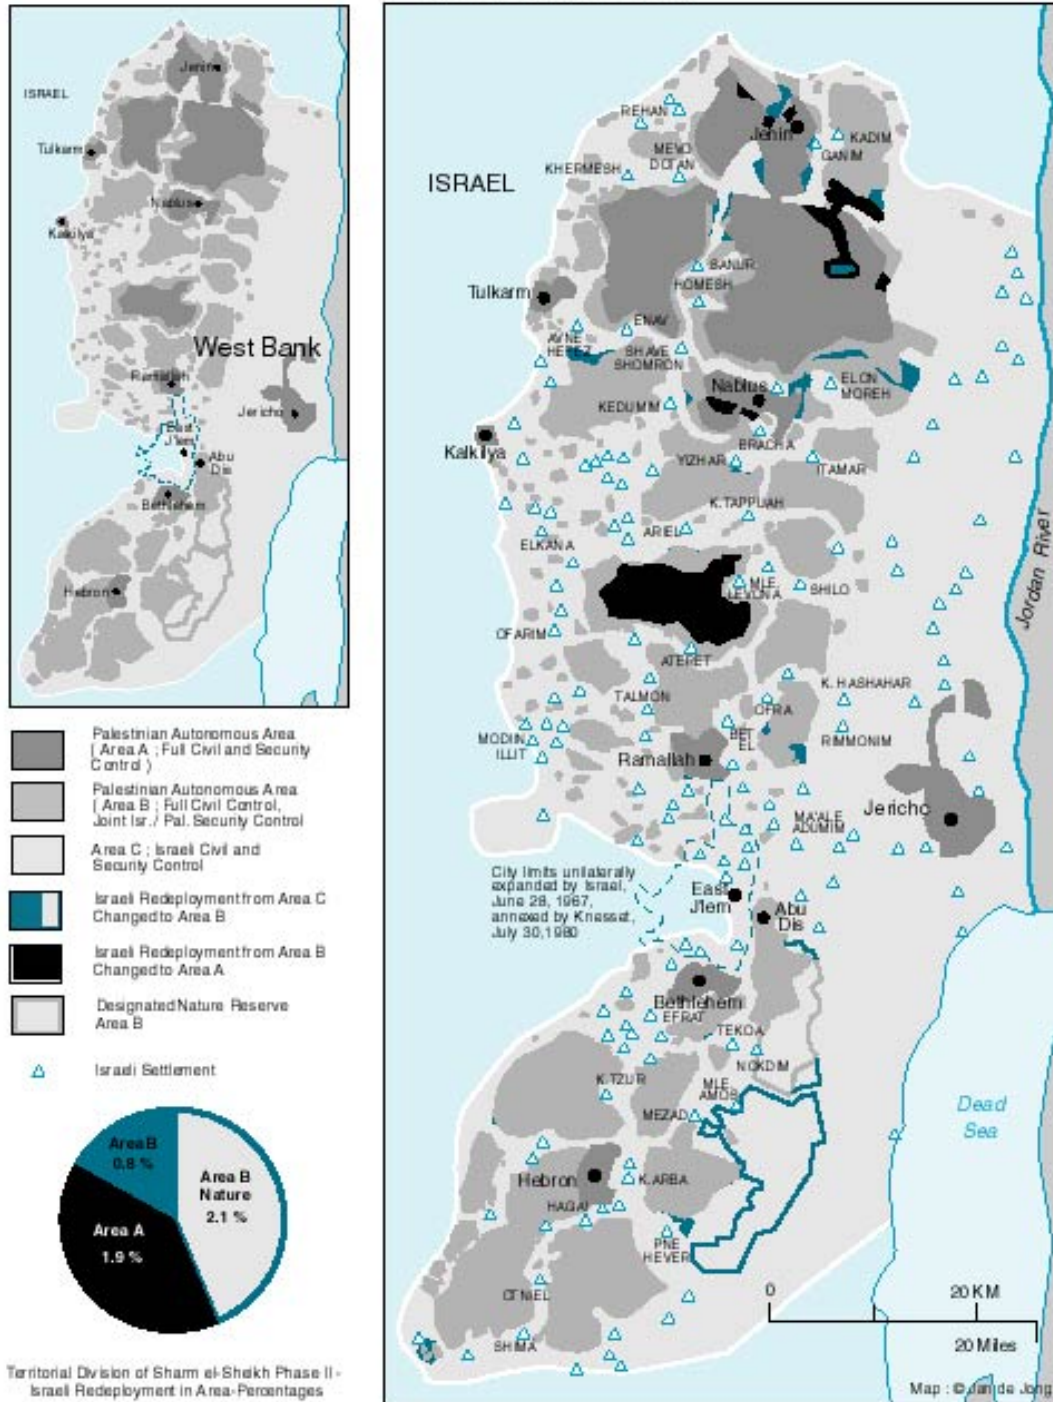 ISRAEL
Jenin
Tulkarm
Nablus
Kalkilya
West Bank
Ramallah
Jericho
East
J'lem
Abu
Dis
Bethlehem
Hebron
Palestinian Autonomous Area
( Area A ; Full Civil and Security
Control )
Palestinian Autonomous Area
( Area B ; Full Civil Control,
Joint Isr./ Pal. Security Control
Area C ; Israeli Civil and
Security Control
Israeli Redeployment from Area C
Changed to Area B
Israeli Redeployment from Area B
Changed to Area A
Designated Nature Reserve
Area B
Israeli Settlement
Area B
0.8 %
Area B
Nature
2.1 %
Area A
1.9 %
Territorial Division of Sharm el-Sheikh Phase II -
Israeli Redeployment in Area-Percentages
REHAN
Jenin
KADIM
GANIM
MEVO
DOTAN
KHERMESH
ISRAEL
BANUR
HOMESH
Tulkarm
ENAV
AVNE
HEFEZ
SHAVE
SHOMRON
Nablus
ELON
MOREH
KEDUMIM
BRACHA
Kalkilya
YIZHAR
ITAMAR
K.TAPPUAH
ARIEL
ELKANA
MLE.
LEVONA
SHILO
Jordan River
OFARIM
ATERET
K. HASHAHAR
TALMON
OFRA
MODIIN
ILLIT
BET
EL
RIMMONIM
Ramallah
Jericho
MA'ALE
ADUMIM
City limits unilaterally
expanded by Israel,
June 28, 1967,
annexed by Knesset,
July 30,1980
East
J'lem
Abu
Dis
Bethlehem
EFRAT
TEKOA
NOKDIM
K.TZUR
MLE.
AMOS
MEZAD
Dead
Sea
Hebron
K.ARBA
HAGAI
PNE
HEVER
OTNIEL
SHIMA
0
20 KM
20 Miles
Map : © Jan de Jong